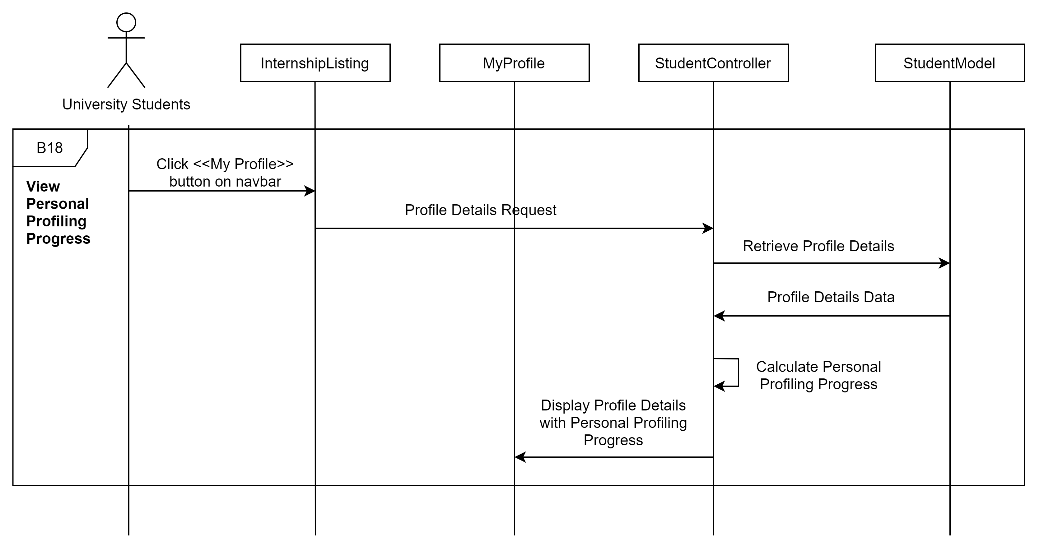 University Students
InternshipListing
MyProfile
StudentController
StudentModel
B18
View
Personal
Profiling
Progress
Click <<My Profile>>
button on navbar
Profile Details Request
Retrieve Profile Details
Profile Details Data
Calculate Personal
Profiling Progress
Display Profile Details
with Personal Profiling
Progress